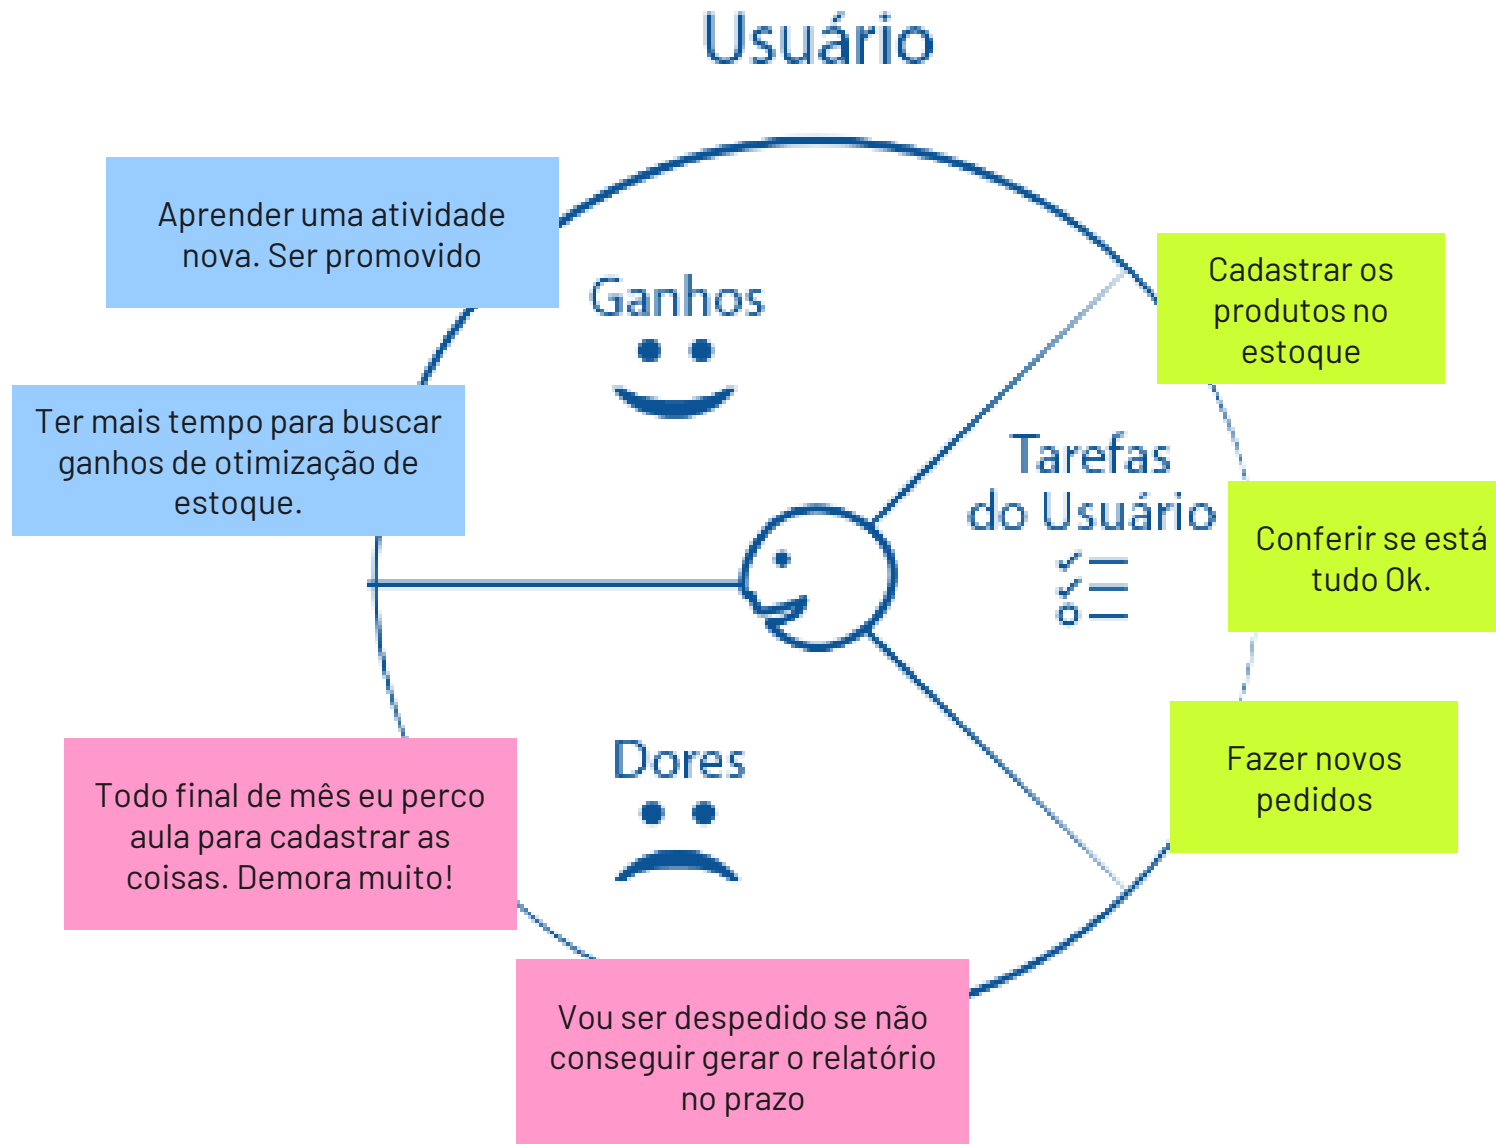 Usuário
Aprender uma atividade
nova. Ser promovido
Ganhos
Ter mais tempo para buscar
ganhos de otimização de
estoque.
Cadastrar os
produtos no
estoque
Tarefas
do Usuário
Conferir se está
tudo Ok.
Fazer novos
pedidos
Dores
Todo final de mês eu perco
aula para cadastrar as
coisas. Demora muito!
Vou ser despedido se não
conseguir gerar o relatório
no prazo